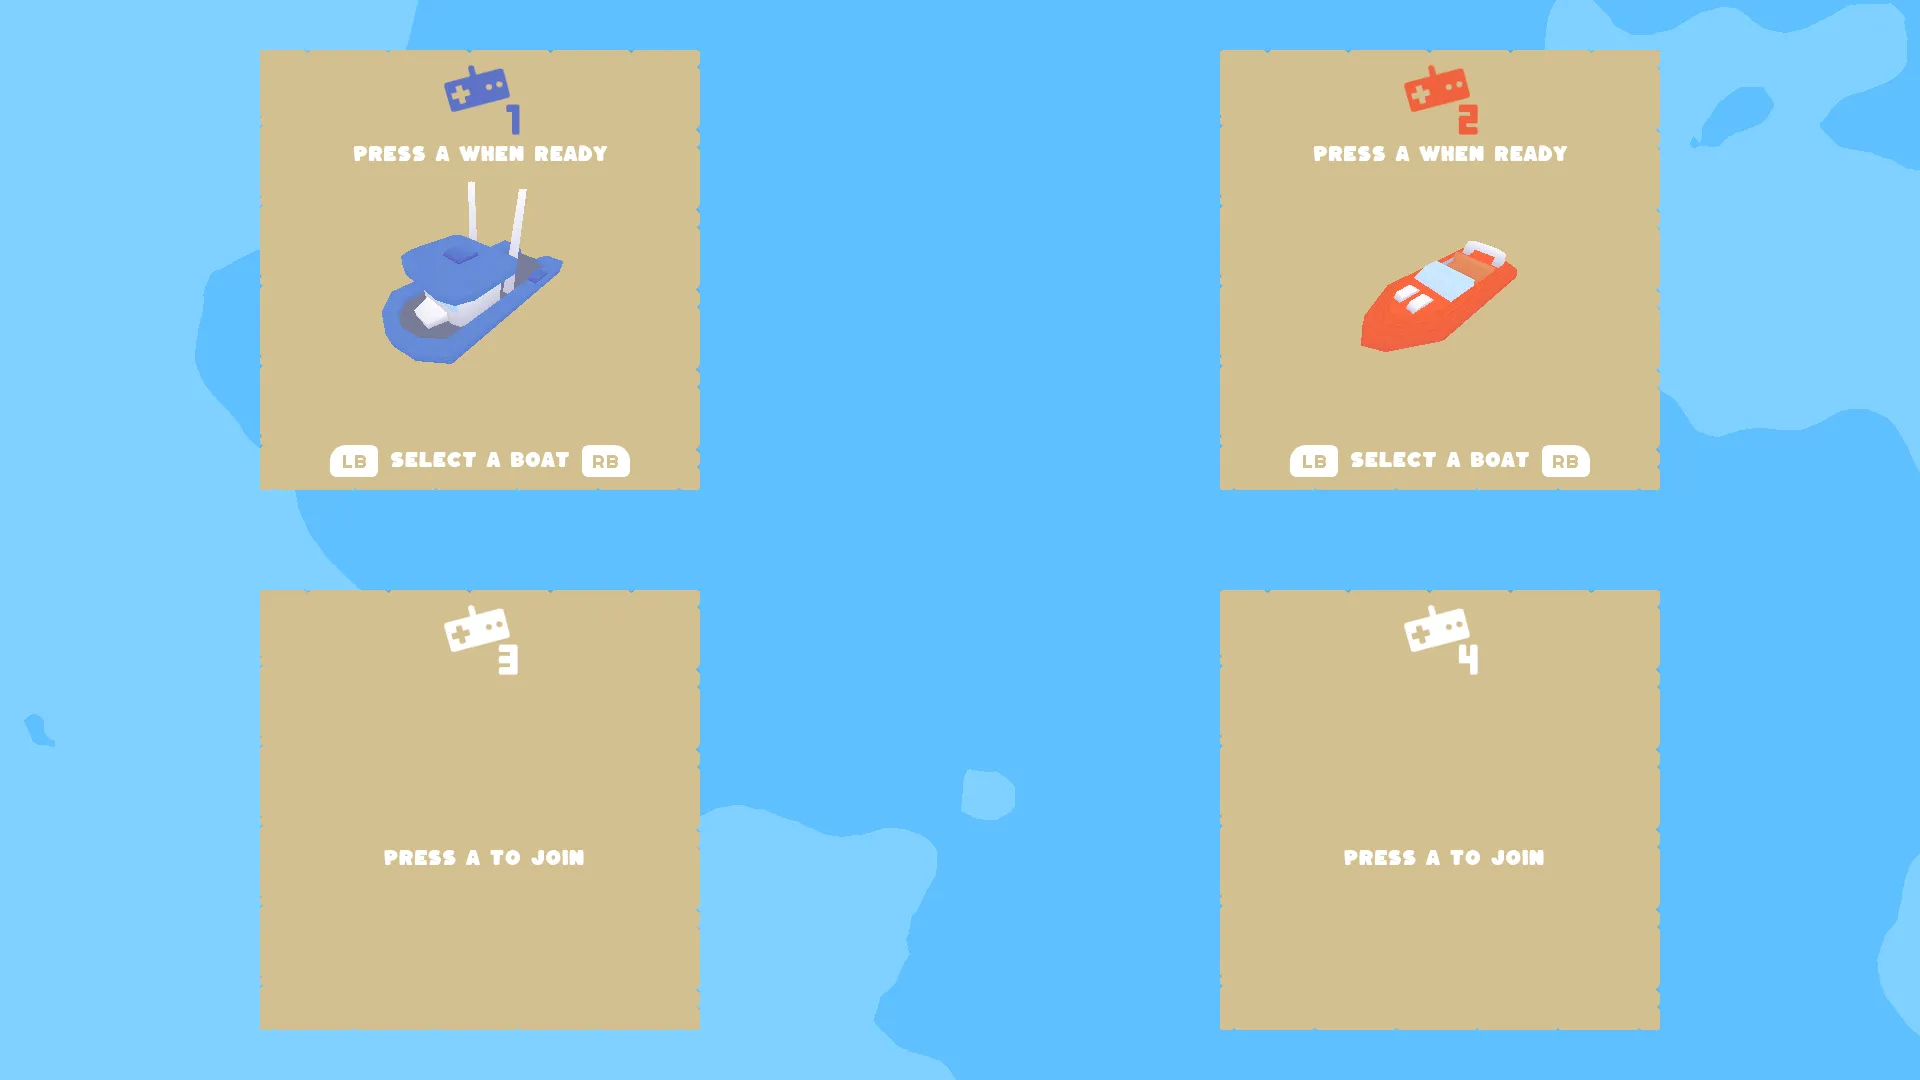 1
PRESS A WHEN READY
LB SELECT A BOAT RB
2
PRESS A WHEN READY
LB SELECT A BOAT RB
3
PRESS A TO JOIN
4
PRESS A TO JOIN